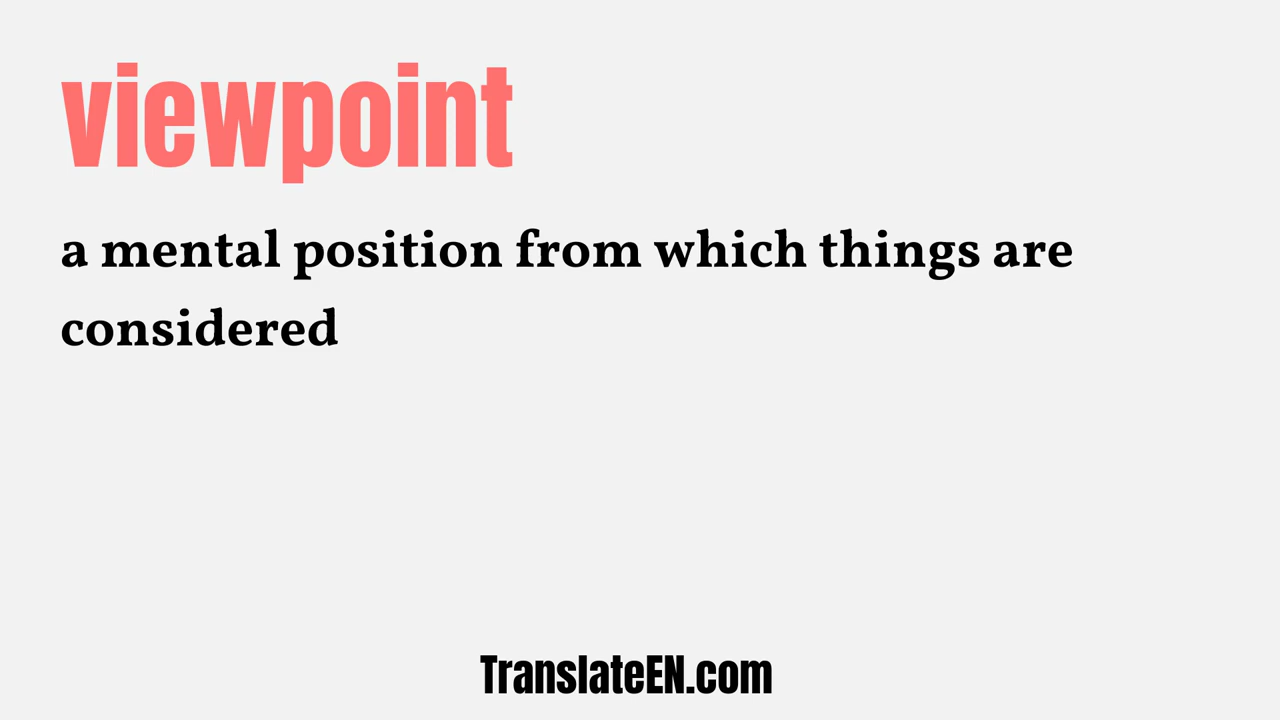 viewpoint
a mental position from which things are
considered
TranslateEN.com